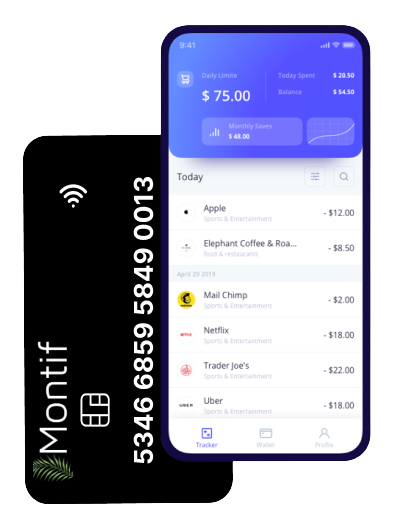 9:41
Daily Limite
$ 75.00
Today Spent
$ 20.50
Balance
$ 54.50
Monthly Saves
$ 48.00
Today
Apple
Sports & Entertainment
- $12.00
Elephant Coffee & Roa...
food & restaurants
- $8.50
April 29 2019
Mail Chimp
Sports & Entertainment
- $2.00
NETFLIX
Netflix
Sports & Entertainment
- $18.00
Trader Joe's
Sports & Entertainment
- $22.00
UBER
Uber
Sports & Entertainment
- $18.00
Tracker
Wallet
Profile
Montif
5346 6859 5849 0013